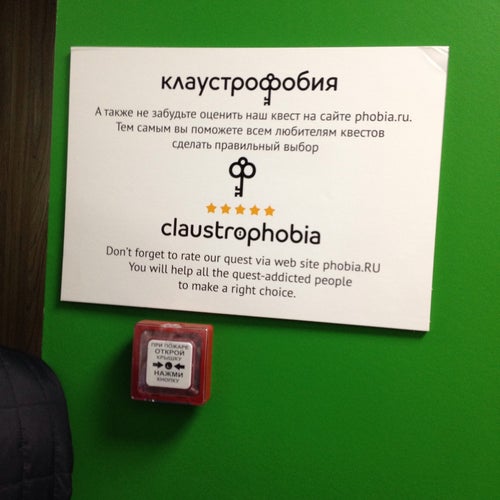 клаустрофобия
А также не забудьте оценить наш квест на сайте phobia.ru.
Тем самым вы поможете всем любителям квестов
сделать правильный выбор
claustrophobia
Don't forget to rate our quest via web site phobia.RU
You will help all the quest-addicted people
to make a right choice.
ПРИ ПОЖАРЕ
ОТКРОЙ
КРЫШКУ
НАЖМИ
КНОПКУ